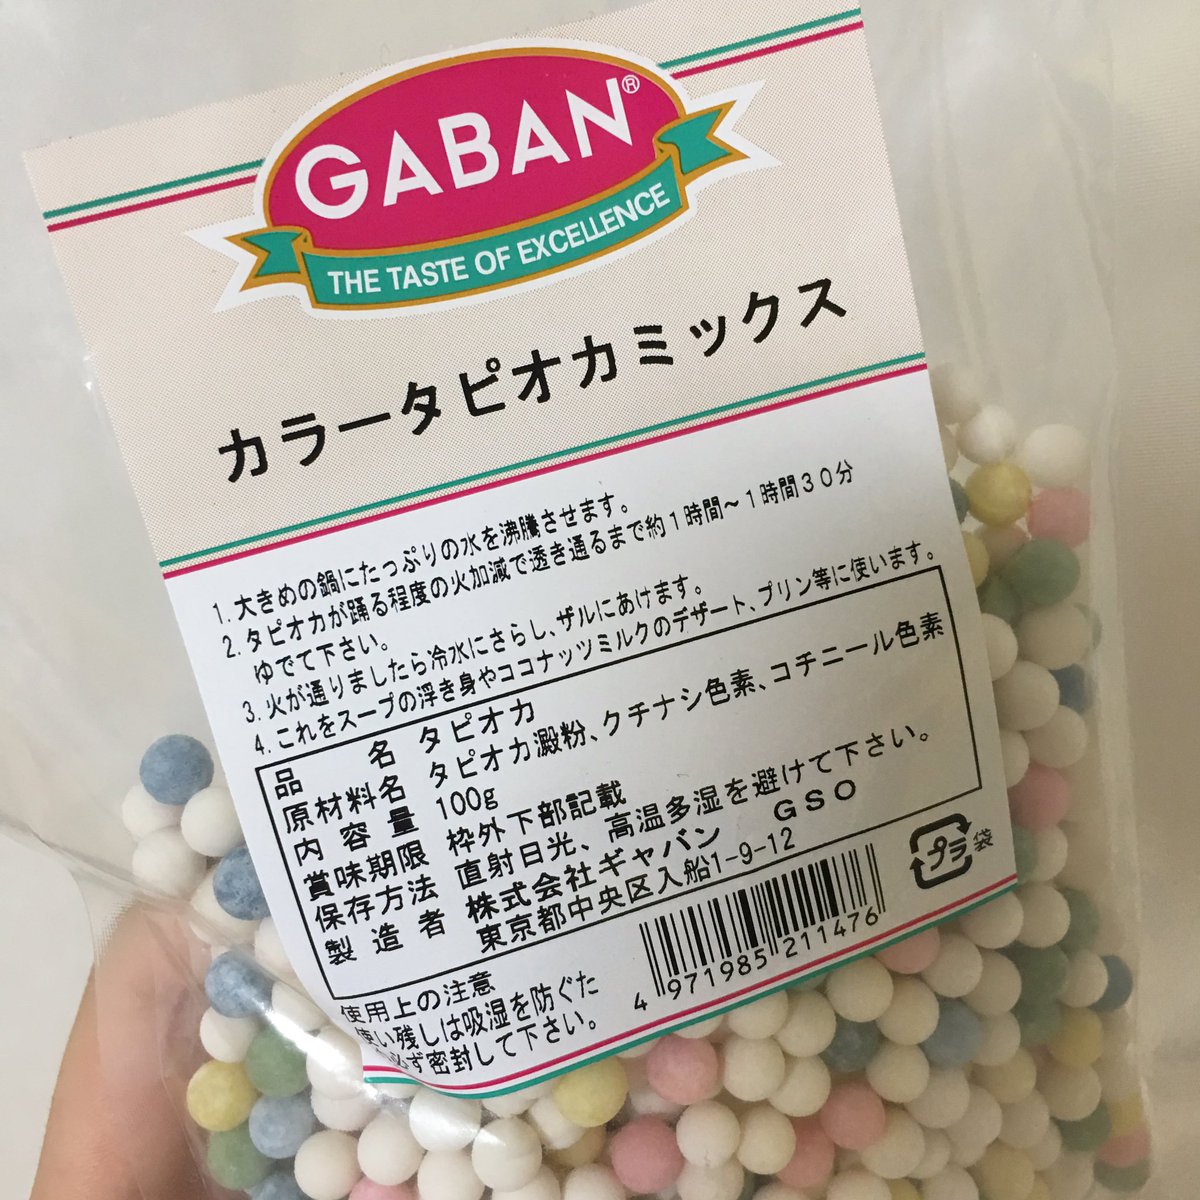 GABAN®
THE TASTE OF EXCELLENCE
カラータピオカミックス
1. 大きめの鍋にたっぷりの水を沸騰させます。
2. タピオカが踊る程度の火加減で透き通るまで約１時間〜１時間３０分
ゆでて下さい。
3. 火が通りましたら冷水にさらし、ザルにあけます。
4. これをスープの浮き身やココナッツミルクのデザート、プリン等に使います。
品名 タピオカ
原材料名 タピオカ澱粉、クチナシ色素、コチニール色素
内容量 100g
賞味期限 枠外下部記載
保存方法 直射日光、高温多湿を避けて下さい。
製造者 株式会社ギャバン GSO
東京都中央区入船1-9-12
プラ 袋
4 971985 211476
使用上の注意
使い残しは吸湿を防ぐた
必ず密封して下さい。